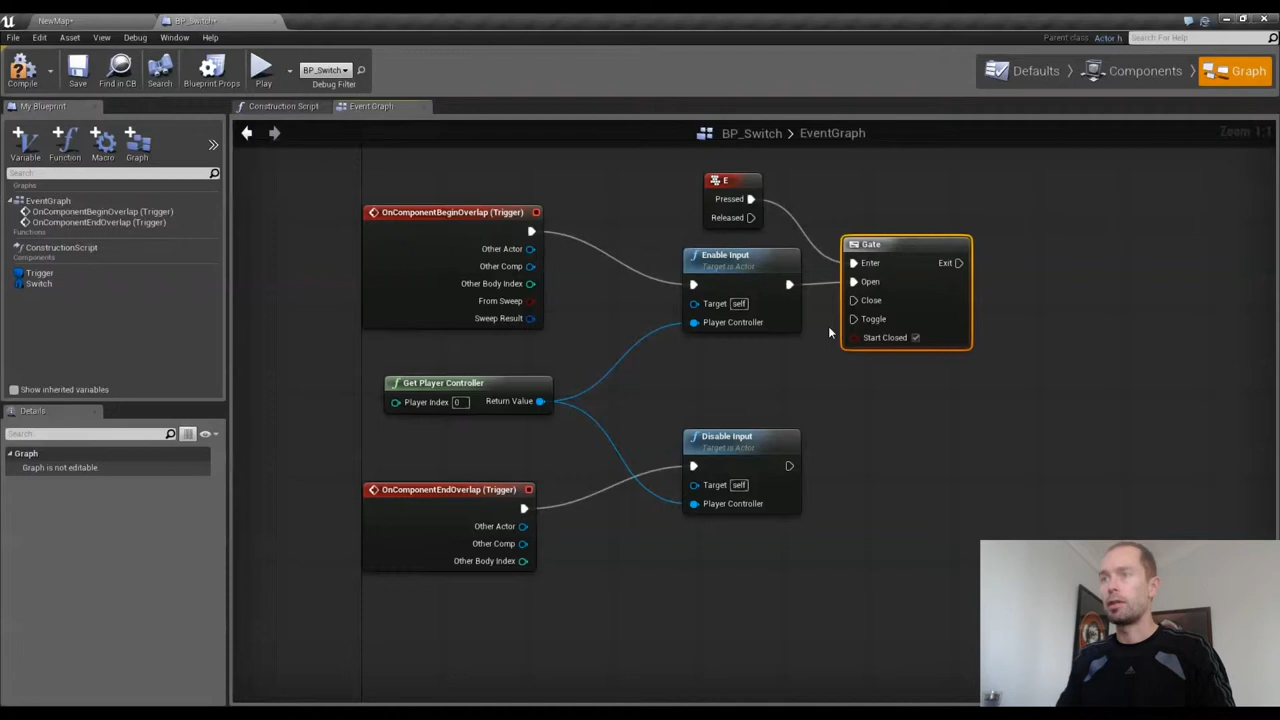 NewMap*
BP_Switch*
File Edit Asset View Debug Window Help
Parent class: Actor.h Search For Help
Compile Save Find in CB Search Blueprint Props Play
BP_Switch
Debug Filter
Defaults Components Graph
My Blueprint
Construction Script Event Graph
Variable Function Macro Graph
Search
Graphs
EventGraph
OnComponentBeginOverlap (Trigger)
OnComponentEndOverlap (Trigger)
Functions
ConstructionScript
Components
Trigger
Switch
Show inherited variables
Details
Search
Graph
Graph is not editable
BP_Switch > EventGraph
Zoom 1:1
E
Pressed
Released
OnComponentBeginOverlap (Trigger)
Other Actor
Other Comp
Other Body Index
From Sweep
Sweep Result
Enable Input
Target is Actor
Target self
Player Controller
Gate
Enter Exit
Open
Close
Toggle
Start Closed
Get Player Controller
Player Index 0 Return Value
Disable Input
Target is Actor
Target self
Player Controller
OnComponentEndOverlap (Trigger)
Other Actor
Other Comp
Other Body Index